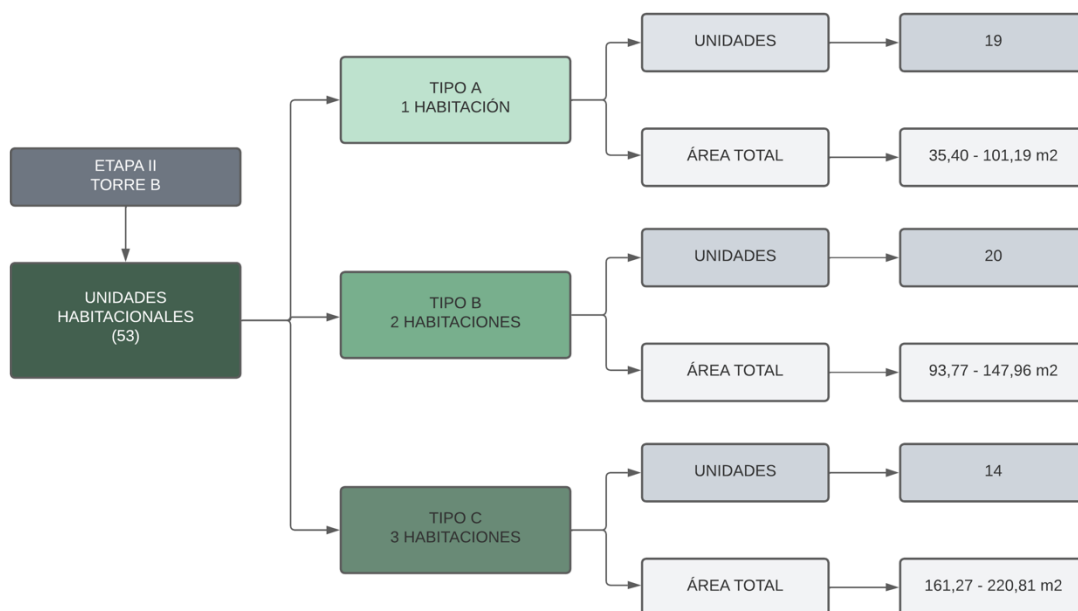 ETAPA II
TORRE B
UNIDADES
HABITACIONALES
(53)
TIPO A
1 HABITACIÓN
UNIDADES
19
ÁREA TOTAL
35,40 - 101,19 m2
TIPO B
2 HABITACIONES
UNIDADES
20
ÁREA TOTAL
93,77 - 147,96 m2
TIPO C
3 HABITACIONES
UNIDADES
14
ÁREA TOTAL
161,27 - 220,81 m2